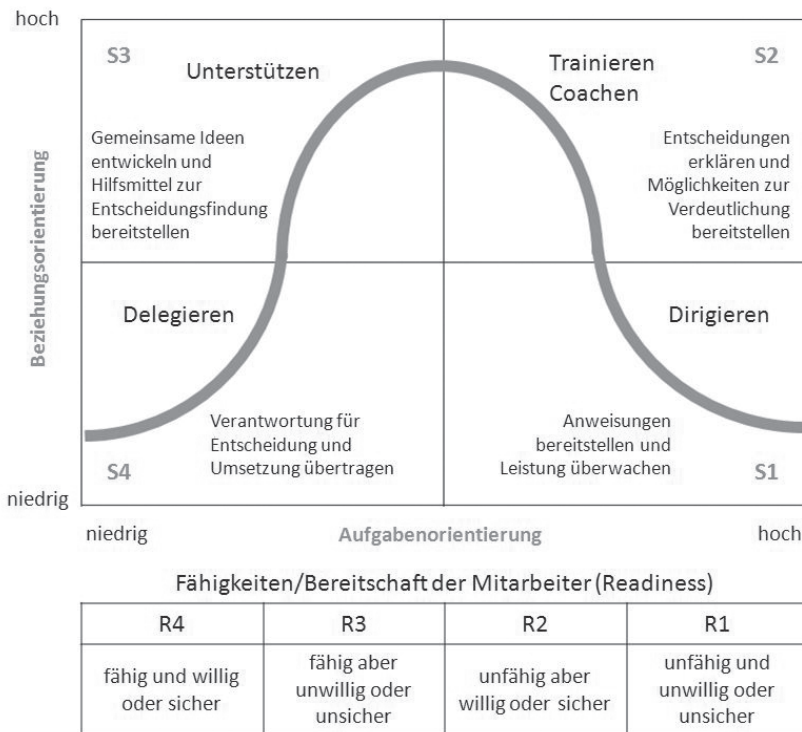 hoch
S3
Unterstützen
Gemeinsame Ideen
entwickeln und
Hilfsmittel zur
Entscheidungsfindung
bereitstellen
Trainieren
Coachen
S2
Entscheidungen
erklären und
Möglichkeiten zur
Verdeutlichung
bereitstellen
Beziehungsorientierung
Delegieren
Verantwortung für
Entscheidung und
Umsetzung übertragen
S4
Dirigieren
Anweisungen
bereitstellen und
Leistung überwachen
S1
niedrig
niedrig
Aufgabenorientierung
hoch
Fähigkeiten/Bereitschaft der Mitarbeiter (Readiness)
R4
R3
R2
R1
fähig und willig
oder sicher
fähig aber
unwillig oder
unsicher
unfähig aber
willig oder sicher
unfähig und
unwillig oder
unsicher